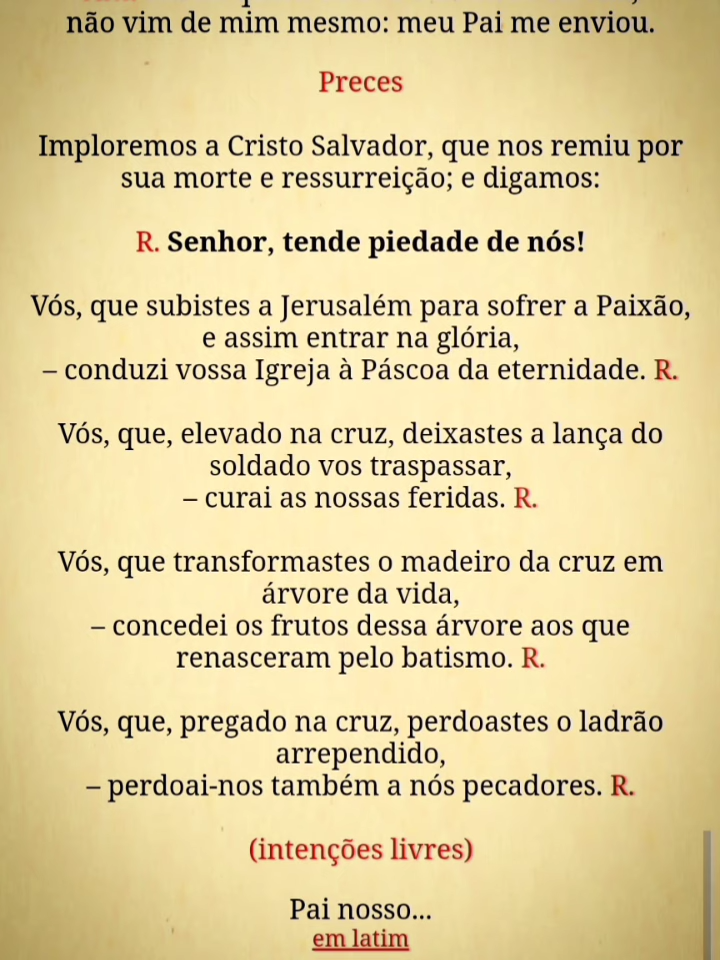 não vim de mim mesmo: meu Pai me enviou.
Preces
Imploremos a Cristo Salvador, que nos remiu por
sua morte e ressurreição; e digamos:
R. Senhor, tende piedade de nós!
Vós, que subistes a Jerusalém para sofrer a Paixão,
e assim entrar na glória,
– conduzi vossa Igreja à Páscoa da eternidade. R.
Vós, que, elevado na cruz, deixastes a lança do
soldado vos traspassar,
– curai as nossas feridas. R.
Vós, que transformastes o madeiro da cruz em
árvore da vida,
– concedei os frutos dessa árvore aos que
renasceram pelo batismo. R.
Vós, que, pregado na cruz, perdoastes o ladrão
arrependido,
– perdoai-nos também a nós pecadores. R.
(intenções livres)
Pai nosso...
em latim